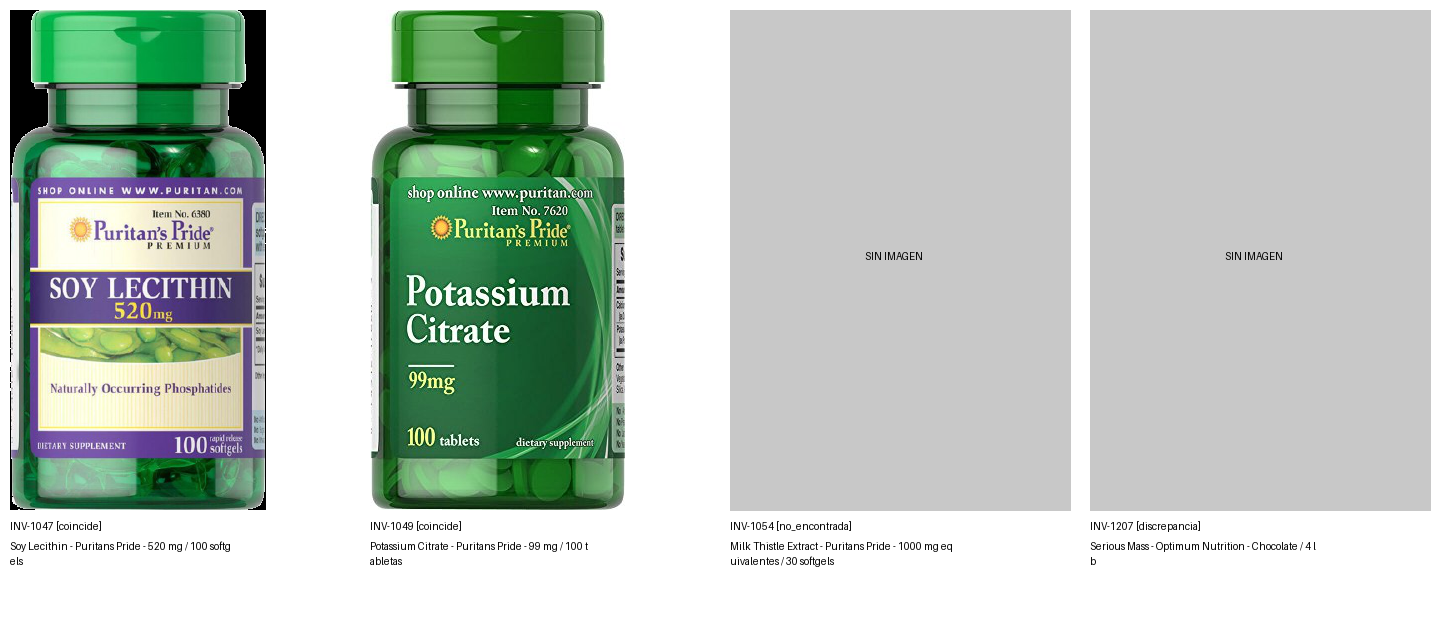 SHOP ONLINE WWW.PURITAN.COM
Item No. 6380
Puritan's Pride®
PREMIUM
SOY LECITHIN
520mg
Naturally Occurring Phosphatides
DIETARY SUPPLEMENT
100 rapid release
softgels
INV-1047 [coincide]
Soy Lecithin - Puritans Pride - 520 mg / 100 softg
els
shop online www.puritan.com
Item No. 7620
Puritan's Pride®
PREMIUM
Potassium
Citrate
99mg
100 tablets
dietary supplement
INV-1049 [coincide]
Potassium Citrate - Puritans Pride - 99 mg / 100 t
abletas
SIN IMAGEN
INV-1054 [no_encontrada]
Milk Thistle Extract - Puritans Pride - 1000 mg eq
uivalentes / 30 softgels
SIN IMAGEN
INV-1207 [discrepancia]
Serious Mass - Optimum Nutrition - Chocolate / 4 l
b